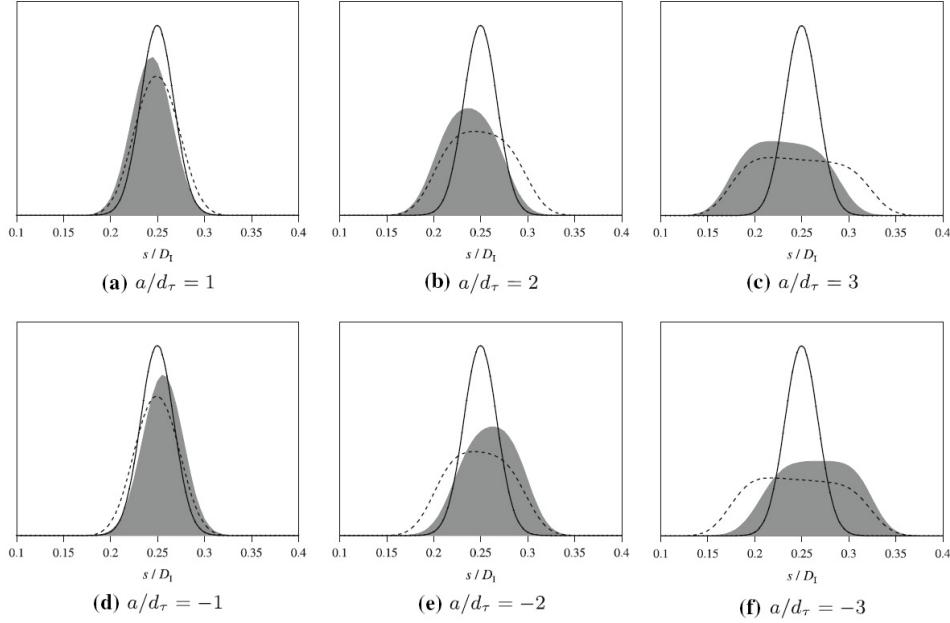 0.1 0.15 0.2 0.25 0.3 0.35 0.4
s / D_I
(a) a/d_τ = 1
0.1 0.15 0.2 0.25 0.3 0.35 0.4
s / D_I
(b) a/d_τ = 2
0.1 0.15 0.2 0.25 0.3 0.35 0.4
s / D_I
(c) a/d_τ = 3
0.1 0.15 0.2 0.25 0.3 0.35 0.4
s / D_I
(d) a/d_τ = −1
0.1 0.15 0.2 0.25 0.3 0.35 0.4
s / D_I
(e) a/d_τ = −2
0.1 0.15 0.2 0.25 0.3 0.35 0.4
s / D_I
(f) a/d_τ = −3